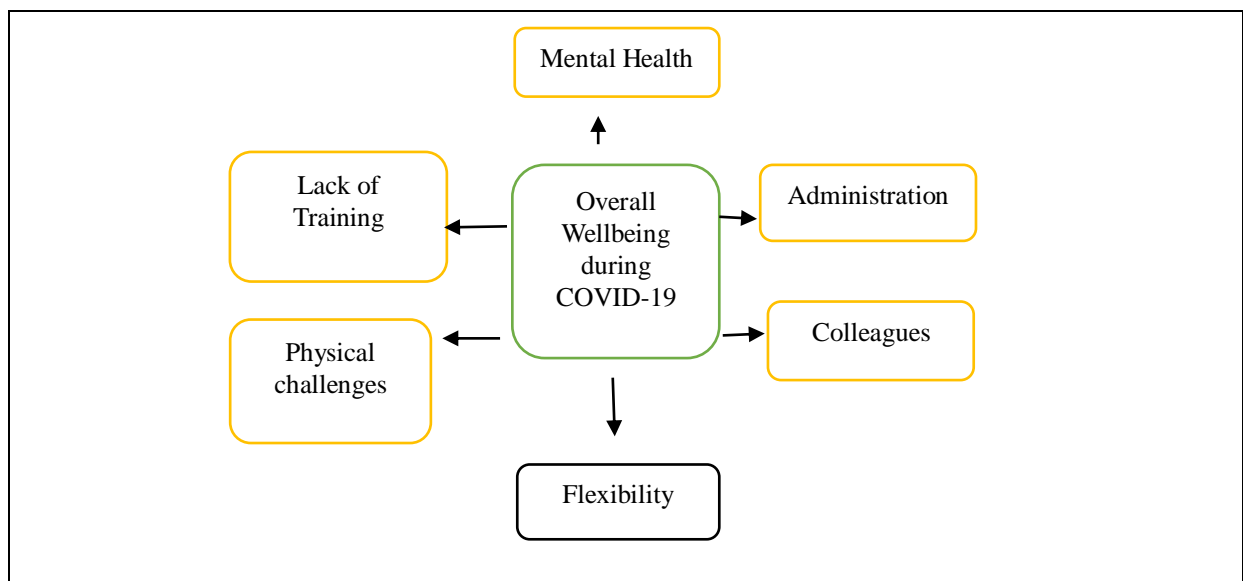 Mental Health
Lack of
Training
Overall
Wellbeing
during
COVID-19
Administration
Physical
challenges
Colleagues
Flexibility